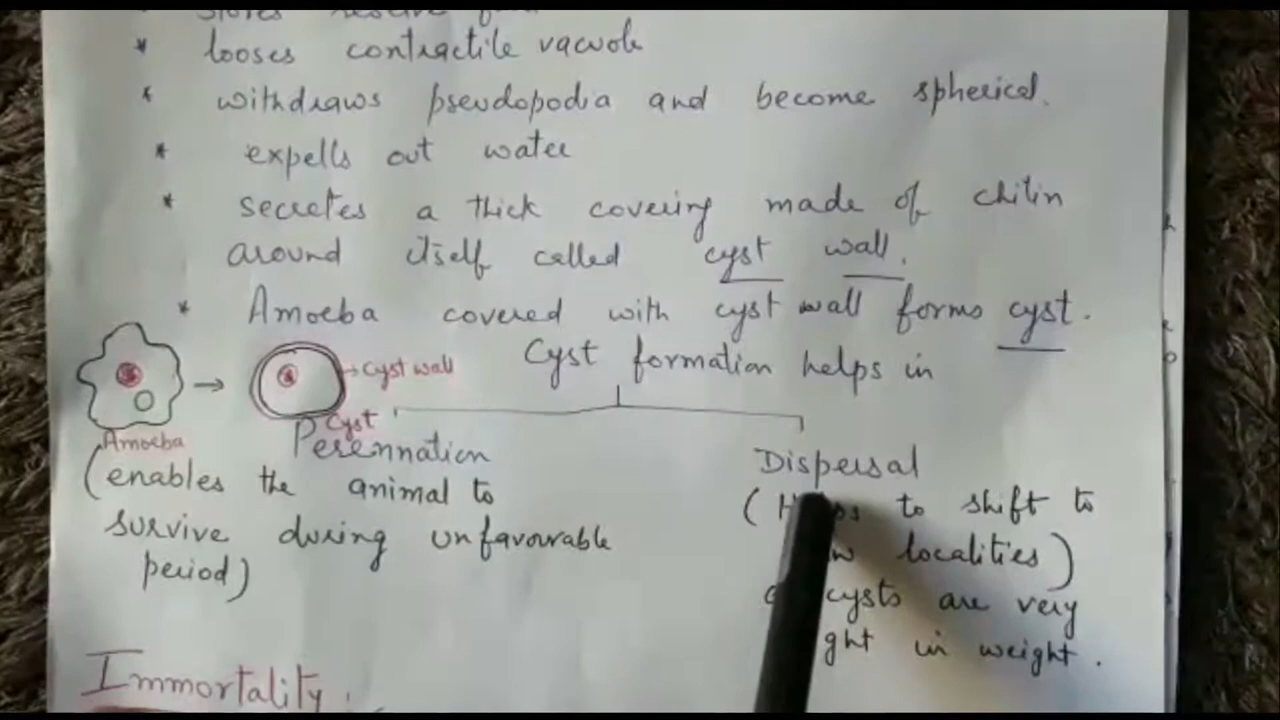 * looses contractile vacuole
* withdraws pseudopodia and become spherical.
* expells out water
* secretes a thick covering made of chitin
around itself called cyst wall.
* Amoeba covered with cyst wall forms cyst.
Cyst formation helps in
Cyst wall
Cyst
Amoeba
Perennation
(enables the animal to
survive during unfavourable
period)
Dispersal
( to shift to
localities)
cysts are very
in weight.
Immortality.